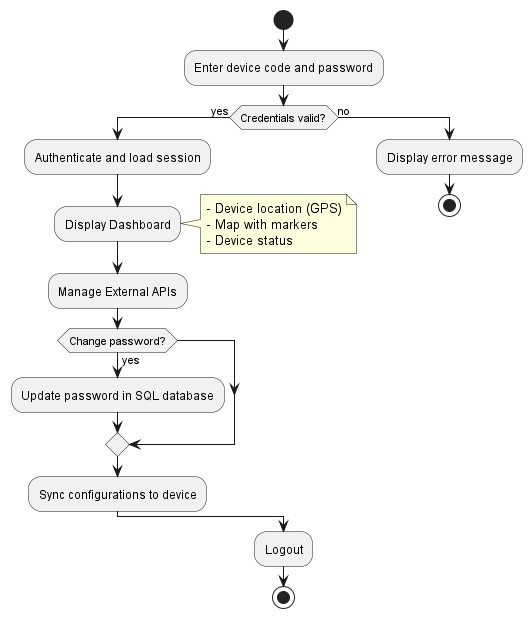 Enter device code and password
yes
Credentials valid?
no
Authenticate and load session
Display error message
Display Dashboard
- Device location (GPS)
- Map with markers
- Device status
Manage External APIs
Change password?
yes
Update password in SQL database
Sync configurations to device
Logout